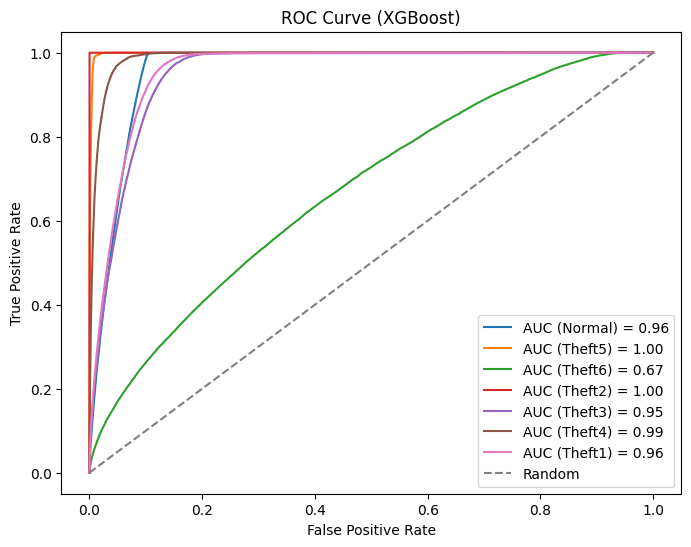 ROC Curve (XGBoost)
True Positive Rate
1.0
0.8
0.6
0.4
0.2
0.0
AUC (Normal) = 0.96
AUC (Theft5) = 1.00
AUC (Theft6) = 0.67
AUC (Theft2) = 1.00
AUC (Theft3) = 0.95
AUC (Theft4) = 0.99
AUC (Theft1) = 0.96
Random
0.0 0.2 0.4 0.6 0.8 1.0
False Positive Rate